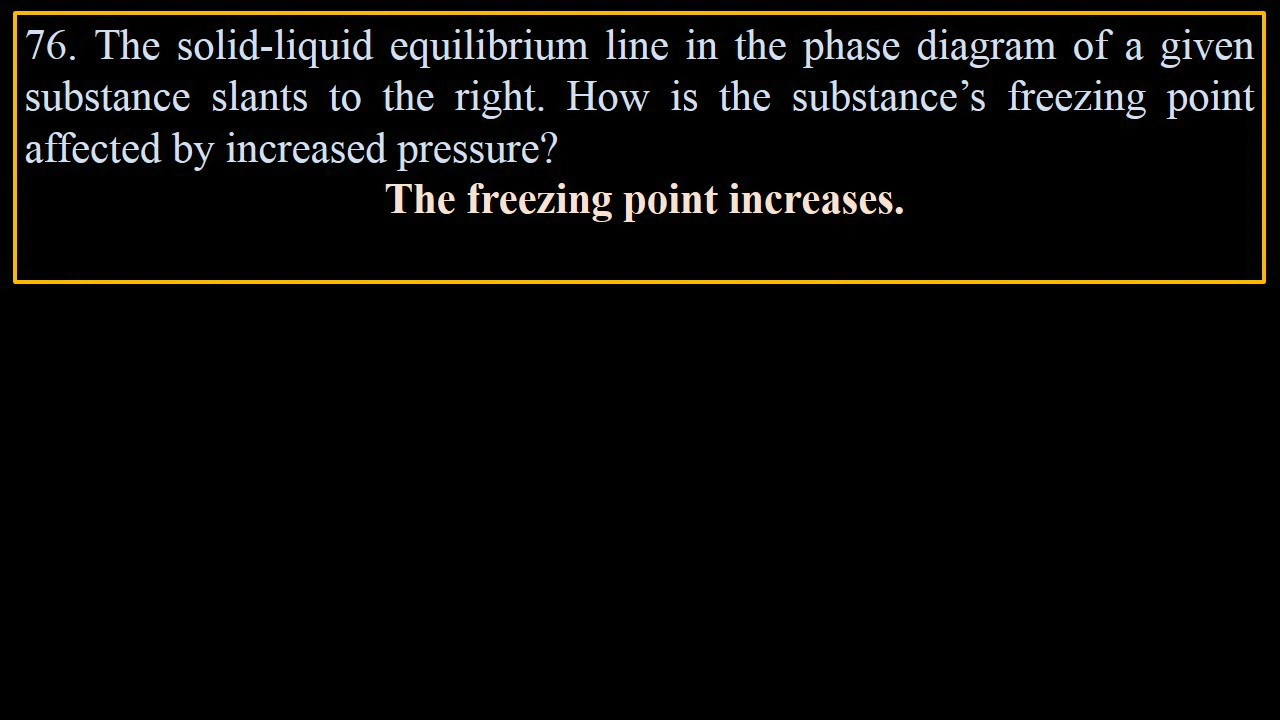 76. The solid-liquid equilibrium line in the phase diagram of a given
substance slants to the right. How is the substance’s freezing point
affected by increased pressure?
The freezing point increases.